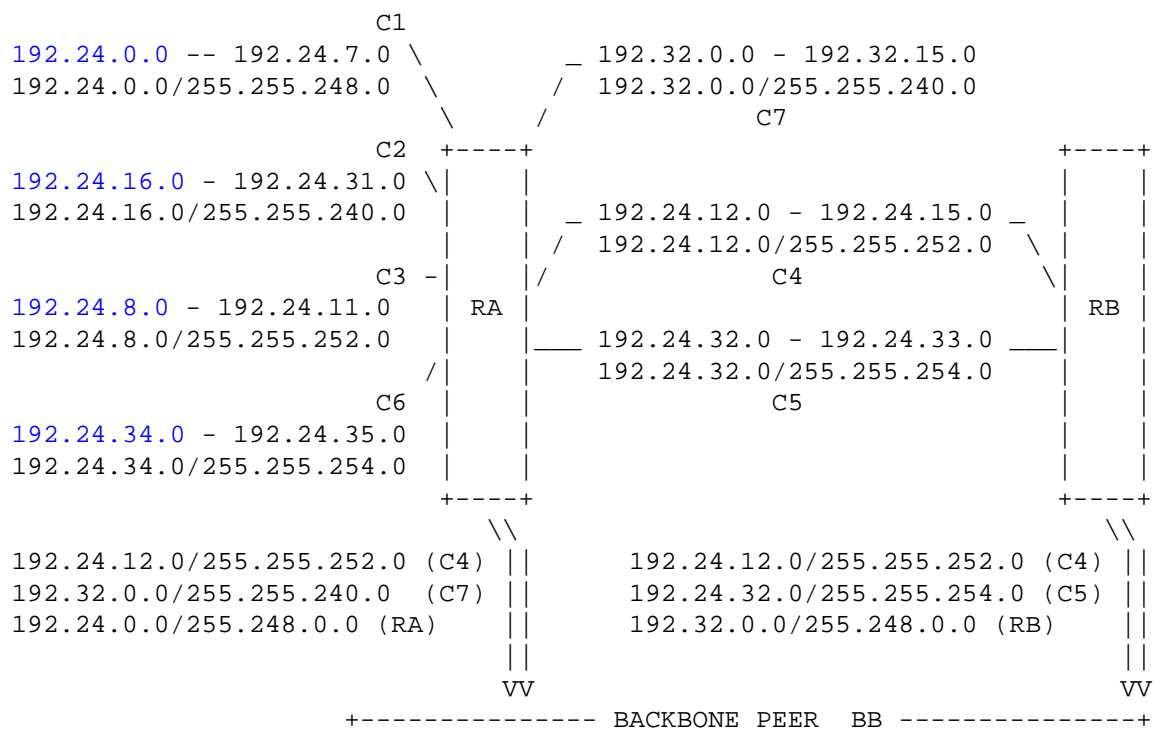 C1
192.24.0.0 -- 192.24.7.0 \ _ 192.32.0.0 - 192.32.15.0
192.24.0.0/255.255.248.0 \ / 192.32.0.0/255.255.240.0
\ / C7
C2 +----+ +----+
192.24.16.0 - 192.24.31.0 \| | | |
192.24.16.0/255.255.240.0 | | _ 192.24.12.0 - 192.24.15.0 _ | |
| | / 192.24.12.0/255.255.252.0 \ | |
C3 -| |/ C4 \| |
192.24.8.0 - 192.24.11.0 | RA | | RB |
192.24.8.0/255.255.252.0 | |___ 192.24.32.0 - 192.24.33.0 ___| |
/| | 192.24.32.0/255.255.254.0 | |
C6 | | C5 | |
192.24.34.0 - 192.24.35.0 | | | |
192.24.34.0/255.255.254.0 | | | |
+----+ +----+
\\ \\
192.24.12.0/255.255.252.0 (C4) || 192.24.12.0/255.255.252.0 (C4) ||
192.32.0.0/255.255.240.0 (C7) || 192.24.32.0/255.255.254.0 (C5) ||
192.24.0.0/255.248.0.0 (RA) || 192.32.0.0/255.248.0.0 (RB) ||
|| ||
VV VV
+--------------- BACKBONE PEER BB ---------------+